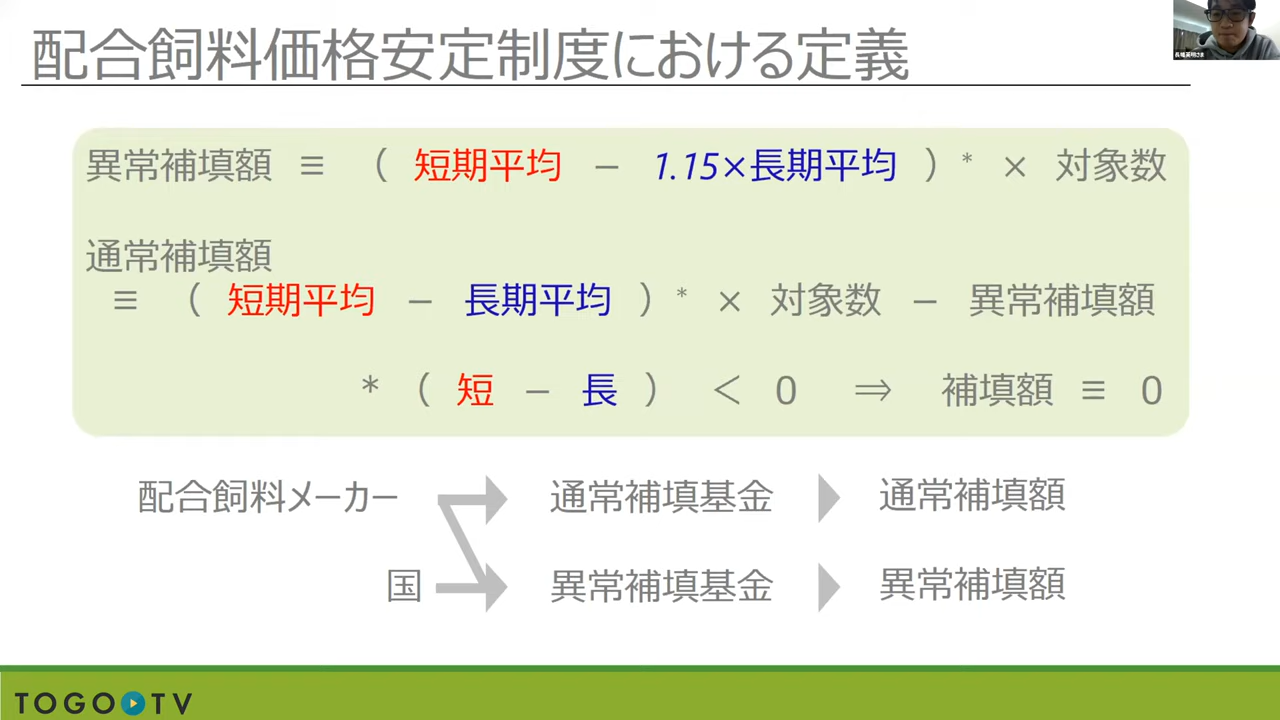 配合飼料価格安定制度における定義
異常補填額 ≡ ( 短期平均 − 1.15×長期平均 ) * × 対象数
通常補填額
≡ ( 短期平均 − 長期平均 ) * × 対象数 − 異常補填額
* ( 短 − 長 ) < 0 ⇒ 補填額 ≡ 0
配合飼料メーカー 通常補填基金 通常補填額
国 異常補填基金 異常補填額
TOGO TV